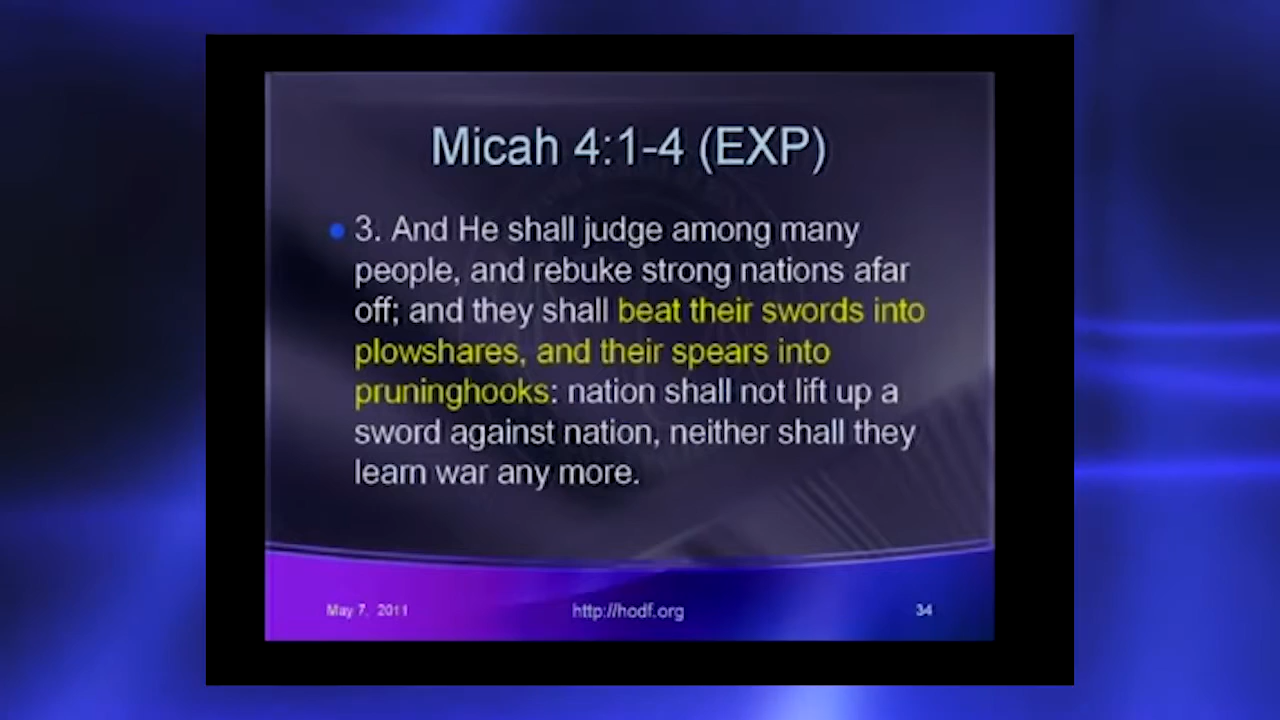 Micah 4:1-4 (EXP)
3. And He shall judge among many
people, and rebuke strong nations afar
off; and they shall beat their swords into
plowshares, and their spears into
pruninghooks: nation shall not lift up a
sword against nation, neither shall they
learn war any more.
May 7, 2011
http://hodf.org
34